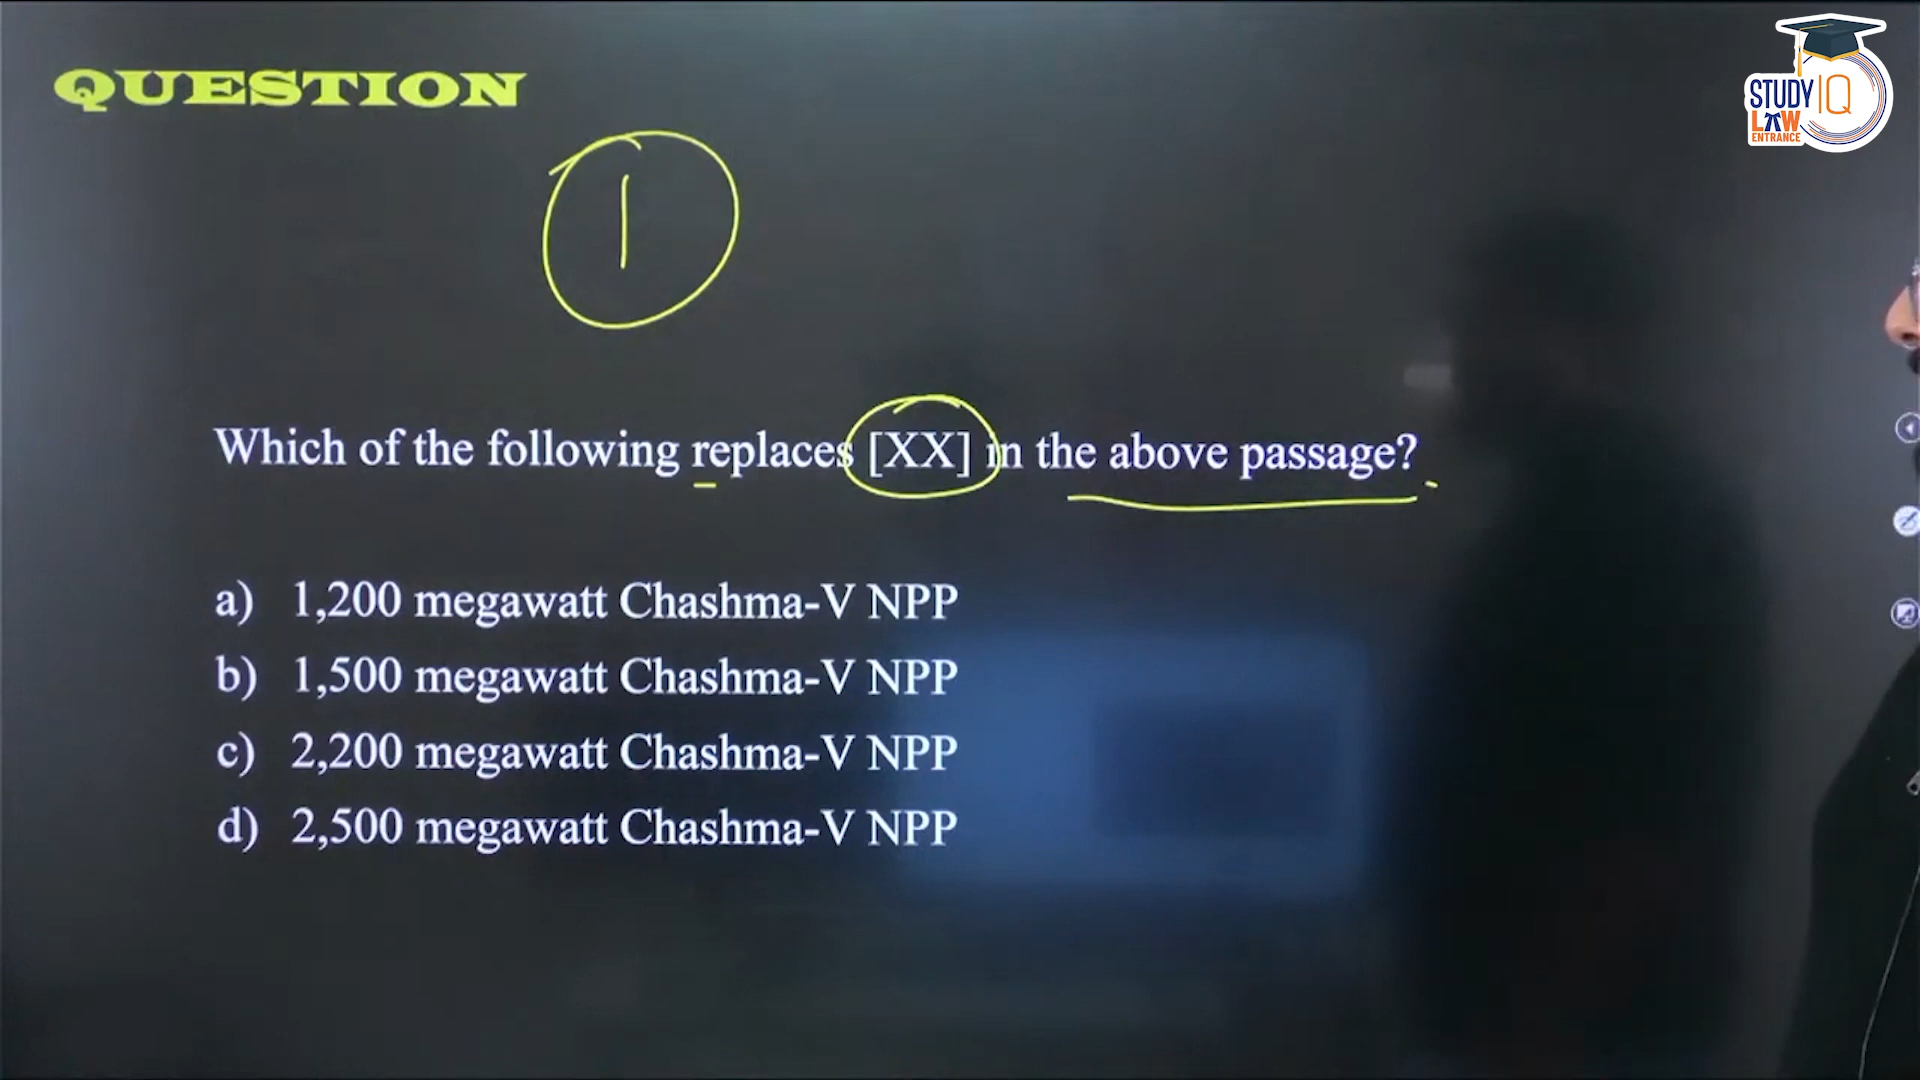 QUESTION
STUDY IQ
LAW
ENTRANCE
1
Which of the following replaces [XX] in the above passage?
a) 1,200 megawatt Chashma-V NPP
b) 1,500 megawatt Chashma-V NPP
c) 2,200 megawatt Chashma-V NPP
d) 2,500 megawatt Chashma-V NPP